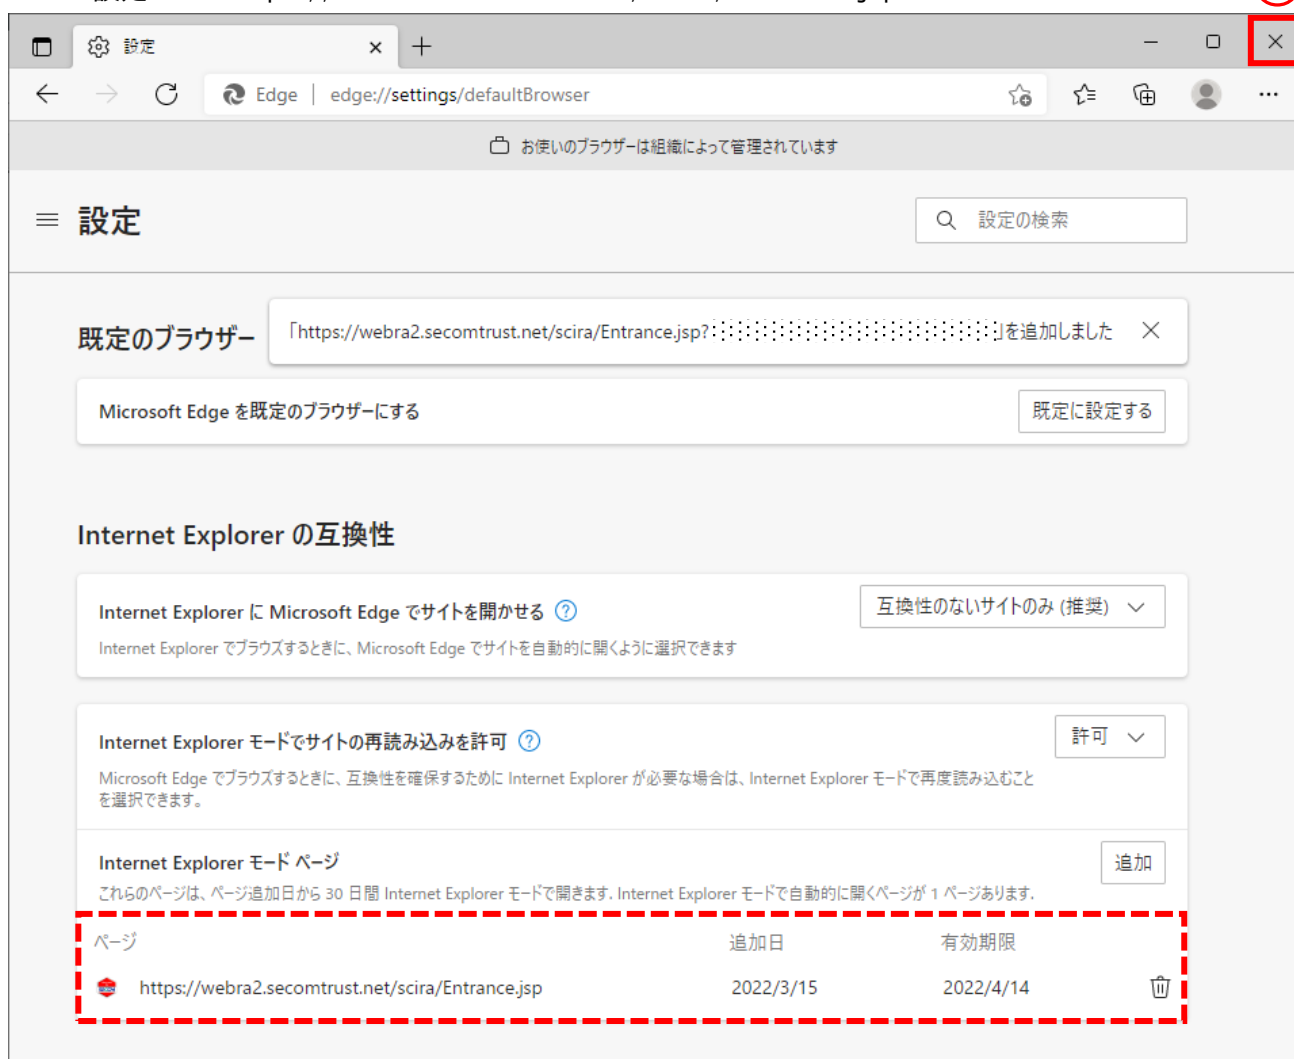 設定
Edge | edge://settings/defaultBrowser
お使いのブラウザーは組織によって管理されています
設定
設定の検索
既定のブラウザー
「https://webra2.secomtrust.net/scira/Entrance.jsp? 」を追加しました
Microsoft Edge を既定のブラウザーにする
既定に設定する
Internet Explorer の互換性
Internet Explorer に Microsoft Edge でサイトを開かせる
互換性のないサイトのみ (推奨)
Internet Explorer でブラウズするときに、Microsoft Edge でサイトを自動的に開くように選択できます
Internet Explorer モードでサイトの再読み込みを許可
許可
Microsoft Edge でブラウズするときに、互換性を確保するために Internet Explorer が必要な場合は、Internet Explorer モードで再度読み込むこと
を選択できます。
Internet Explorer モード ページ
追加
これらのページは、ページ追加日から 30 日間 Internet Explorer モードで開きます. Internet Explorer モードで自動的に開くページが 1 ページあります.
ページ 追加日 有効期限
https://webra2.secomtrust.net/scira/Entrance.jsp 2022/3/15 2022/4/14